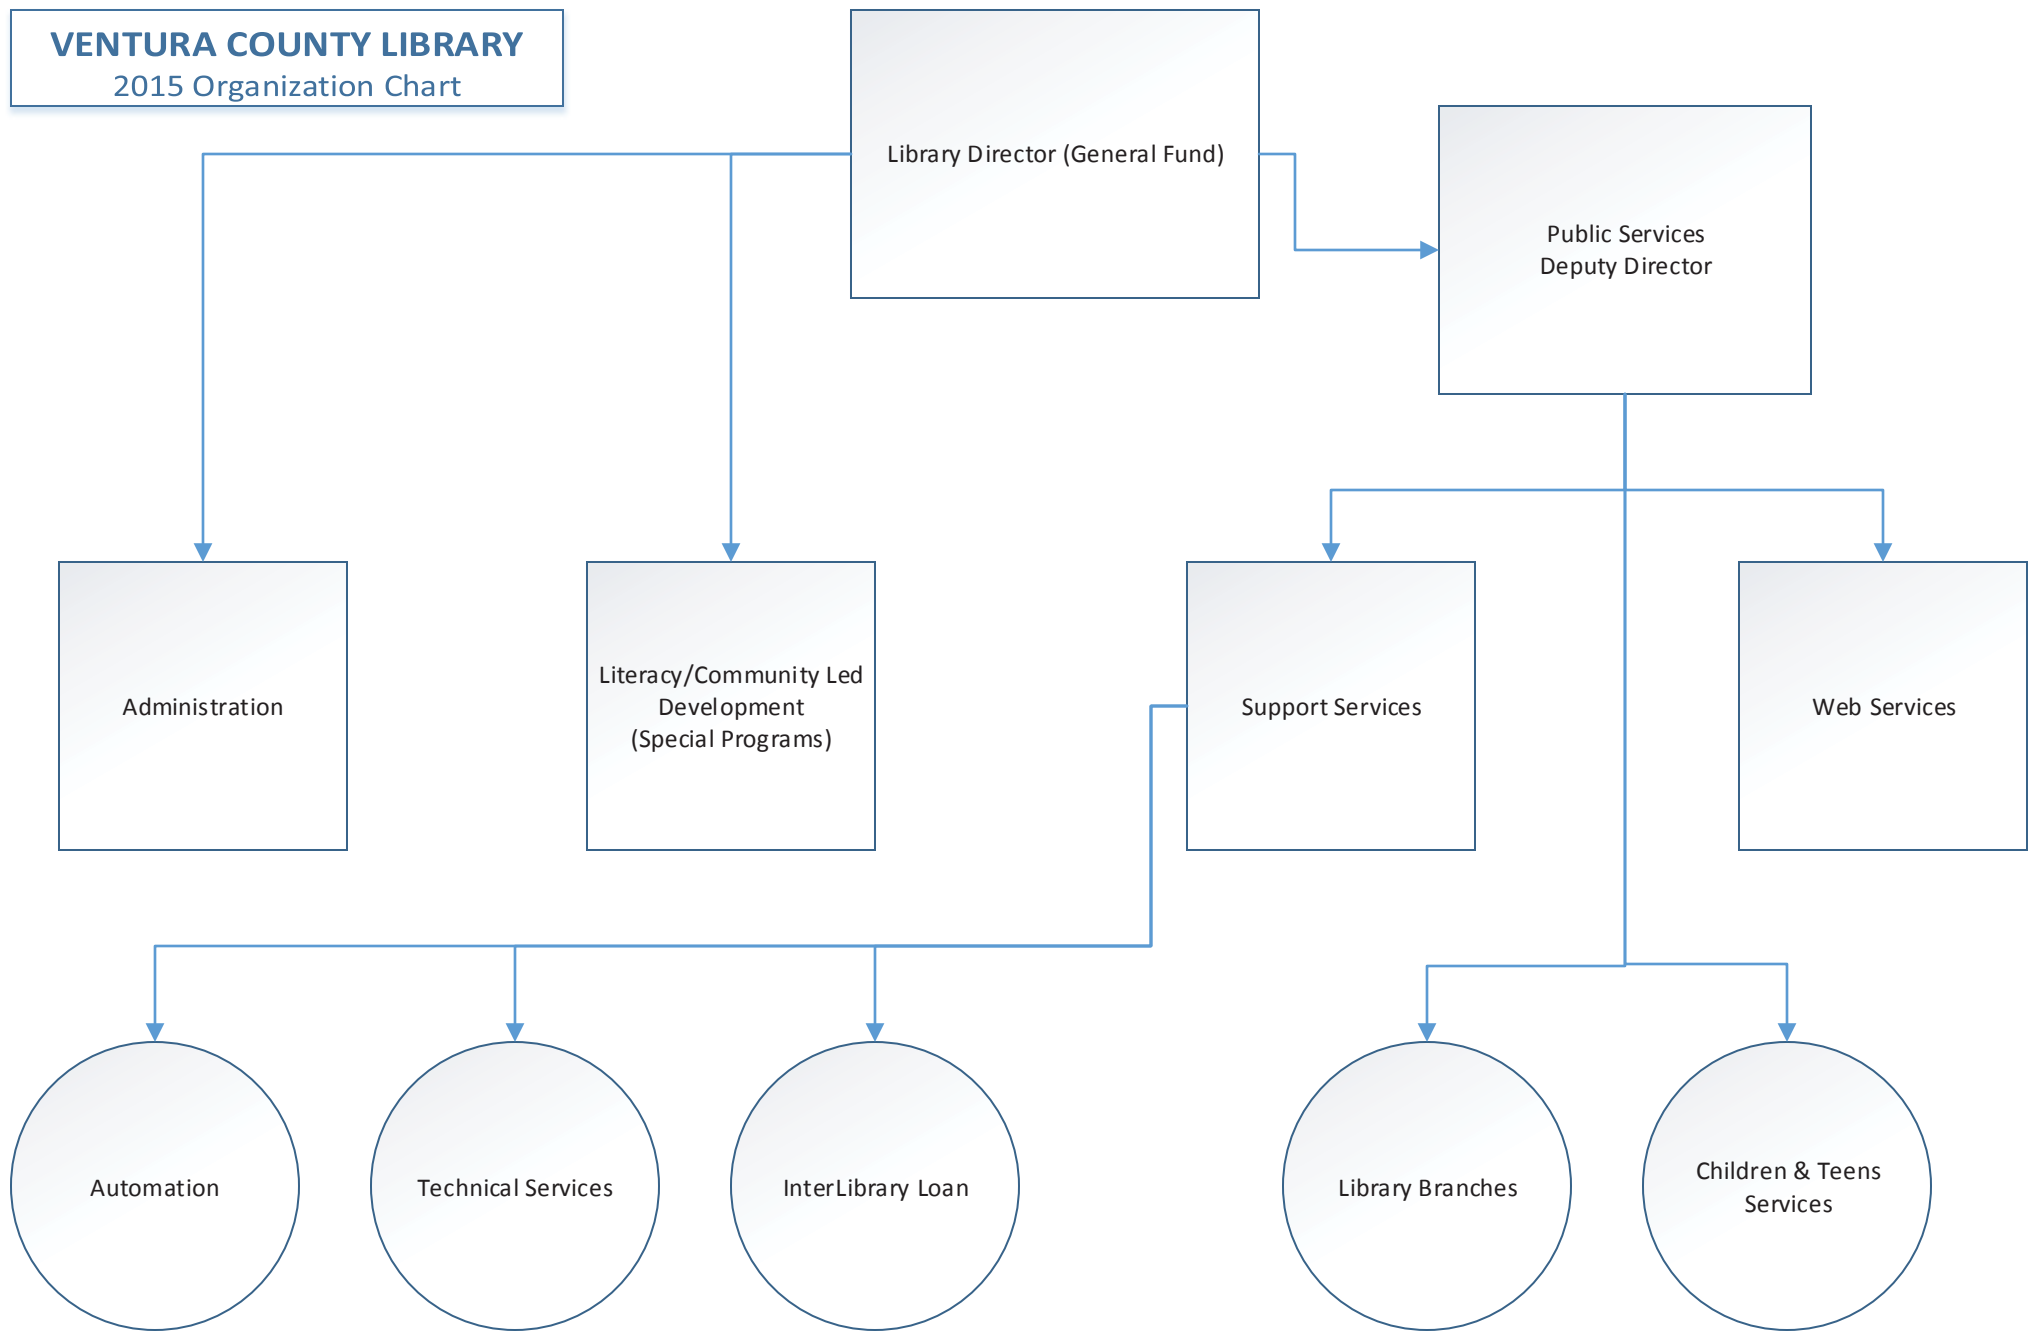 VENTURA COUNTY LIBRARY
2015 Organization Chart
Library Director (General Fund)
Public Services
Deputy Director
Administration
Literacy/Community Led
Development
(Special Programs)
Support Services
Web Services
Automation
Technical Services
InterLibrary Loan
Library Branches
Children & Teens
Services